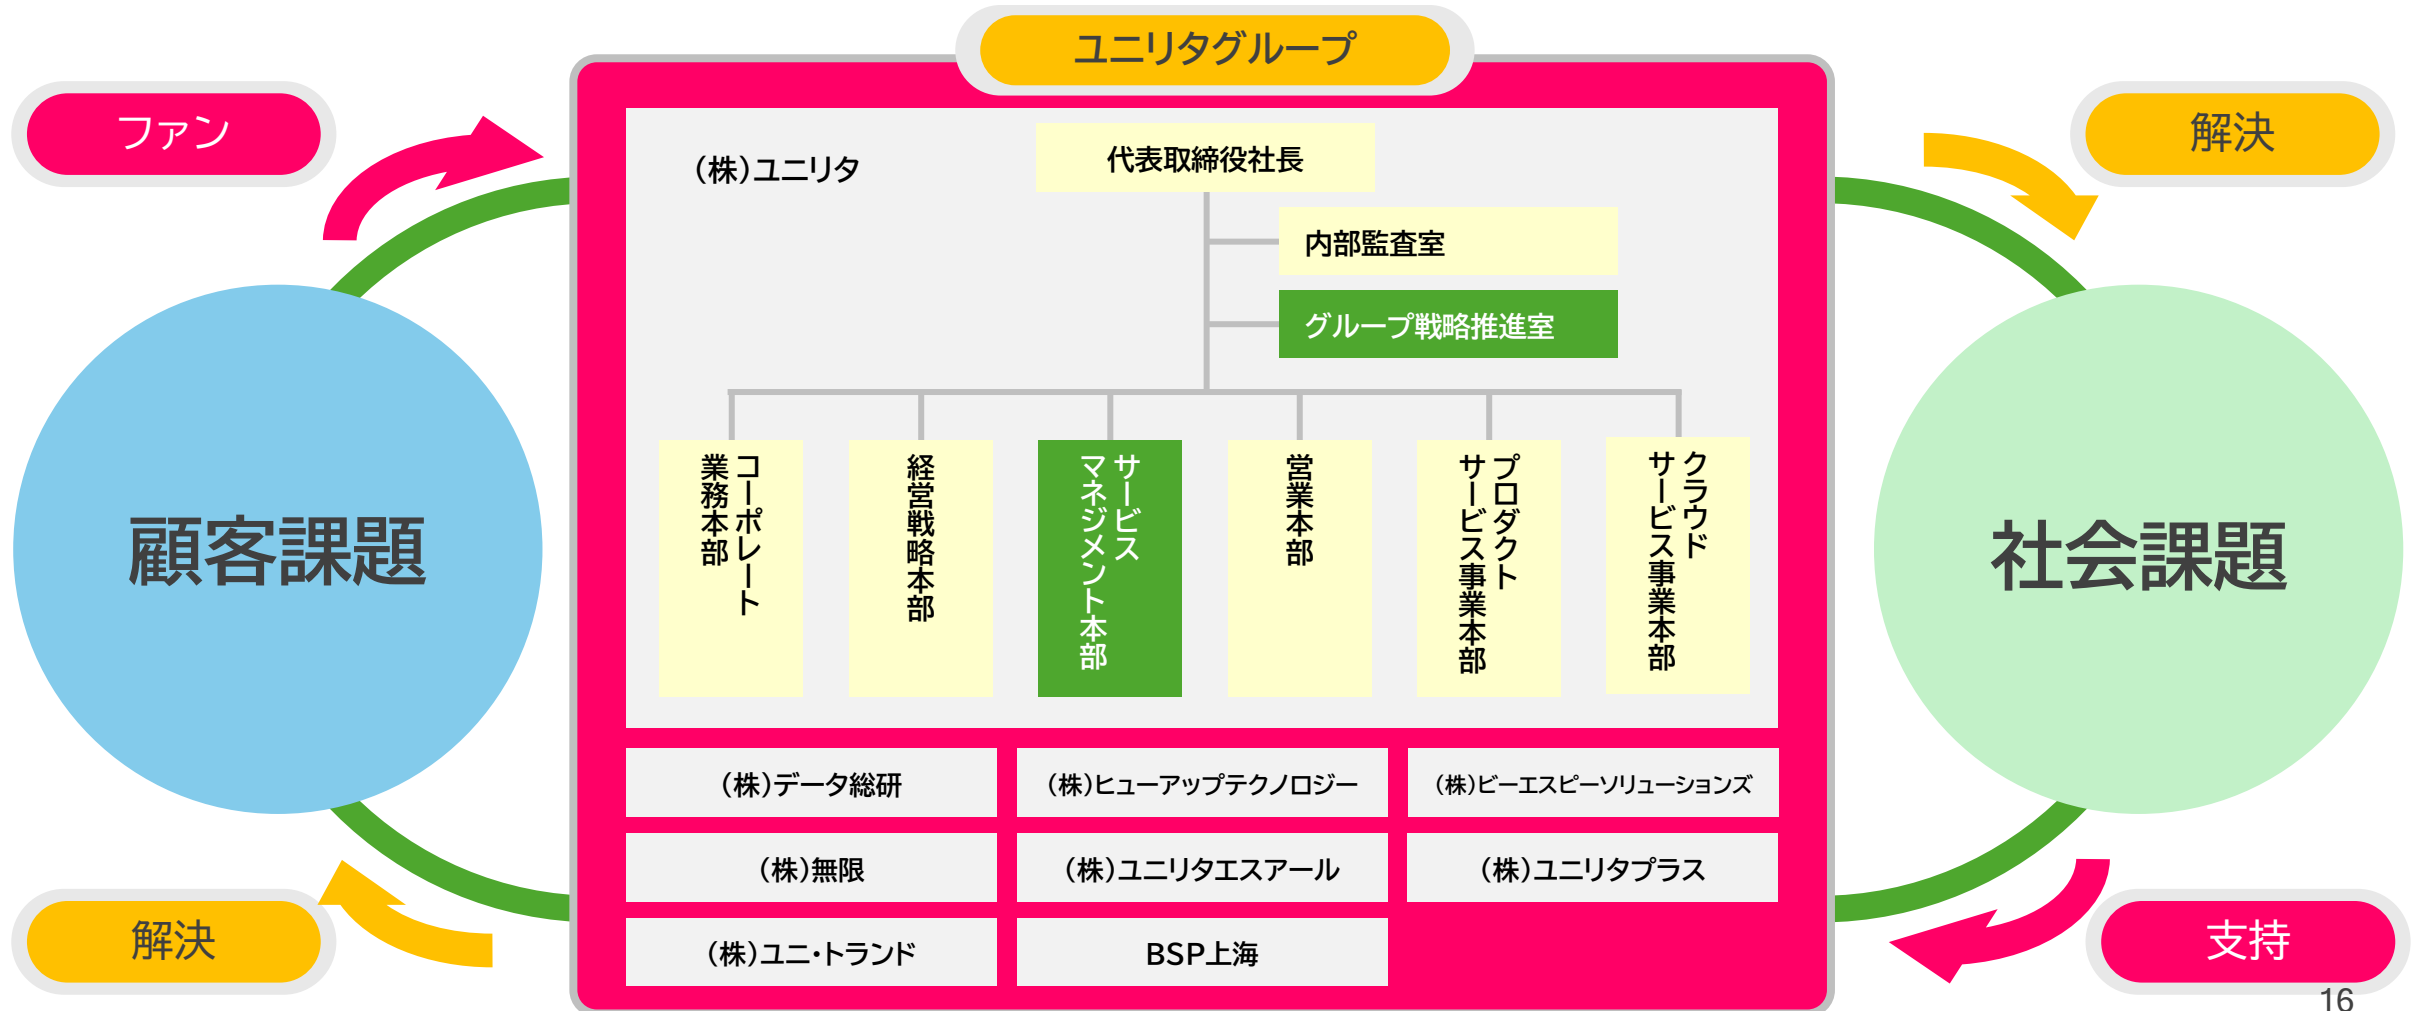 ユニリタグループ
ファン
解決
(株)ユニリタ
代表取締役社長
内部監査室
グループ戦略推進室
コーポレート
業務本部
経営戦略本部
サービス
マネジメント本部
営業本部
プロダクト
サービス事業本部
クラウド
サービス事業本部
顧客課題
社会課題
(株)データ総研
(株)ヒューアップテクノロジー
(株)ビーエスピーソリューションズ
(株)無限
(株)ユニリタエスアール
(株)ユニリタプラス
(株)ユニ・トランド
BSP上海
解決
支持
16